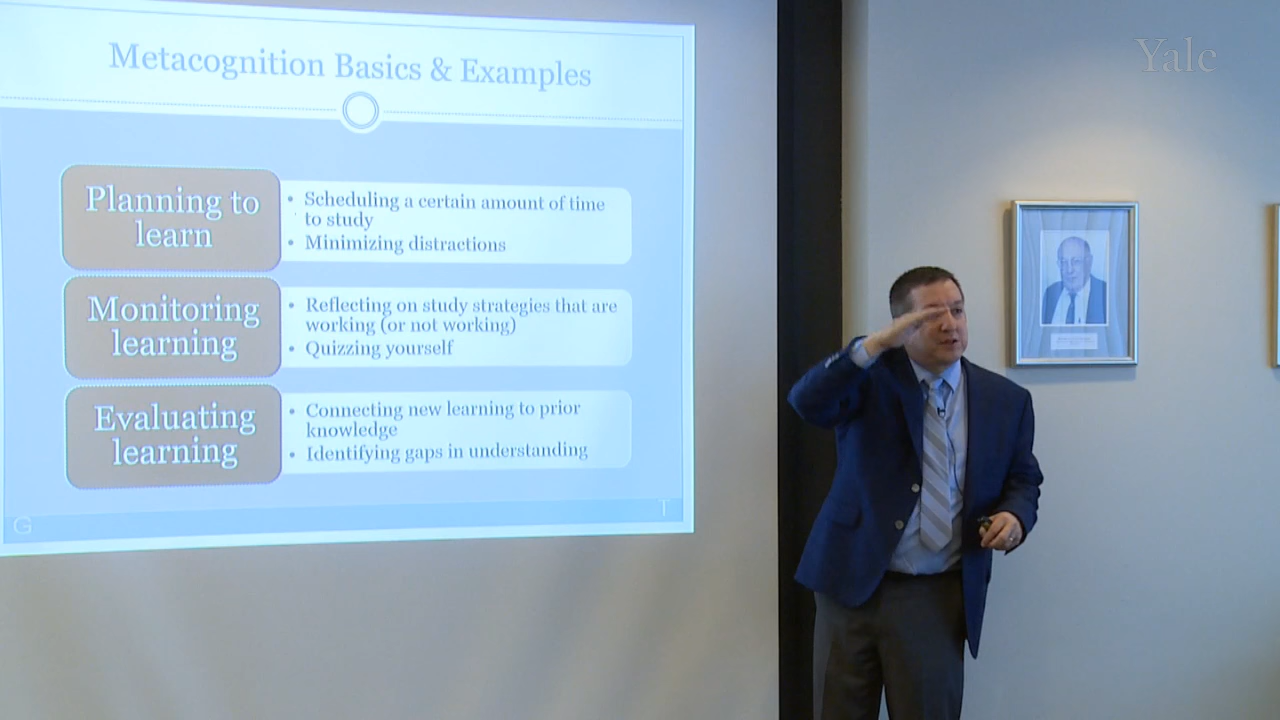 Yale
Metacognition Basics & Examples
Planning to
learn
• Scheduling a certain amount of time
to study
• Minimizing distractions
Monitoring
learning
• Reflecting on study strategies that are
working (or not working)
• Quizzing yourself
Evaluating
learning
• Connecting new learning to prior
knowledge
• Identifying gaps in understanding
G
T